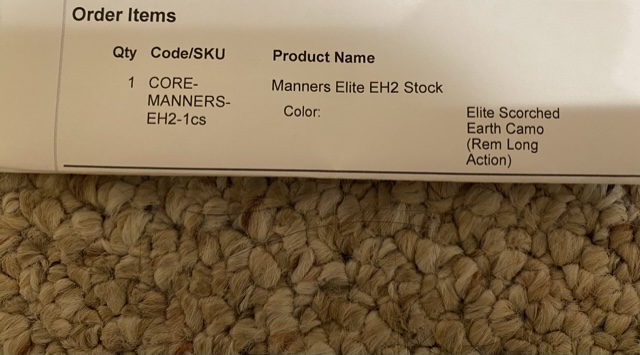 Order Items
Qty Code/SKU Product Name
1 CORE- Manners Elite EH2 Stock
MANNERS-
EH2-1cs
Color: Elite Scorched
Earth Camo
(Rem Long
Action)